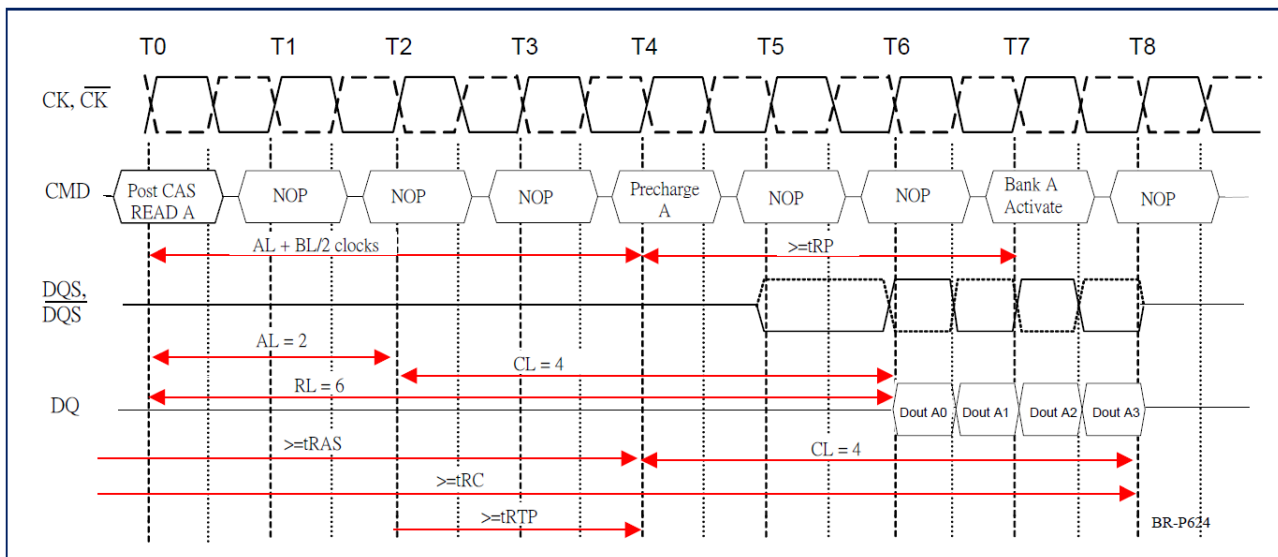 T0 T1 T2 T3 T4 T5 T6 T7 T8
CK, CK
CMD
Post CAS
READ A
NOP
NOP
NOP
Precharge
A
NOP
NOP
Bank A
Activate
NOP
AL + BL/2 clocks
>=tRP
DQS,
DQS
AL = 2
CL = 4
RL = 6
DQ
Dout A0 Dout A1 Dout A2 Dout A3
>=tRAS
CL = 4
>=tRC
>=tRTP
BR-P624